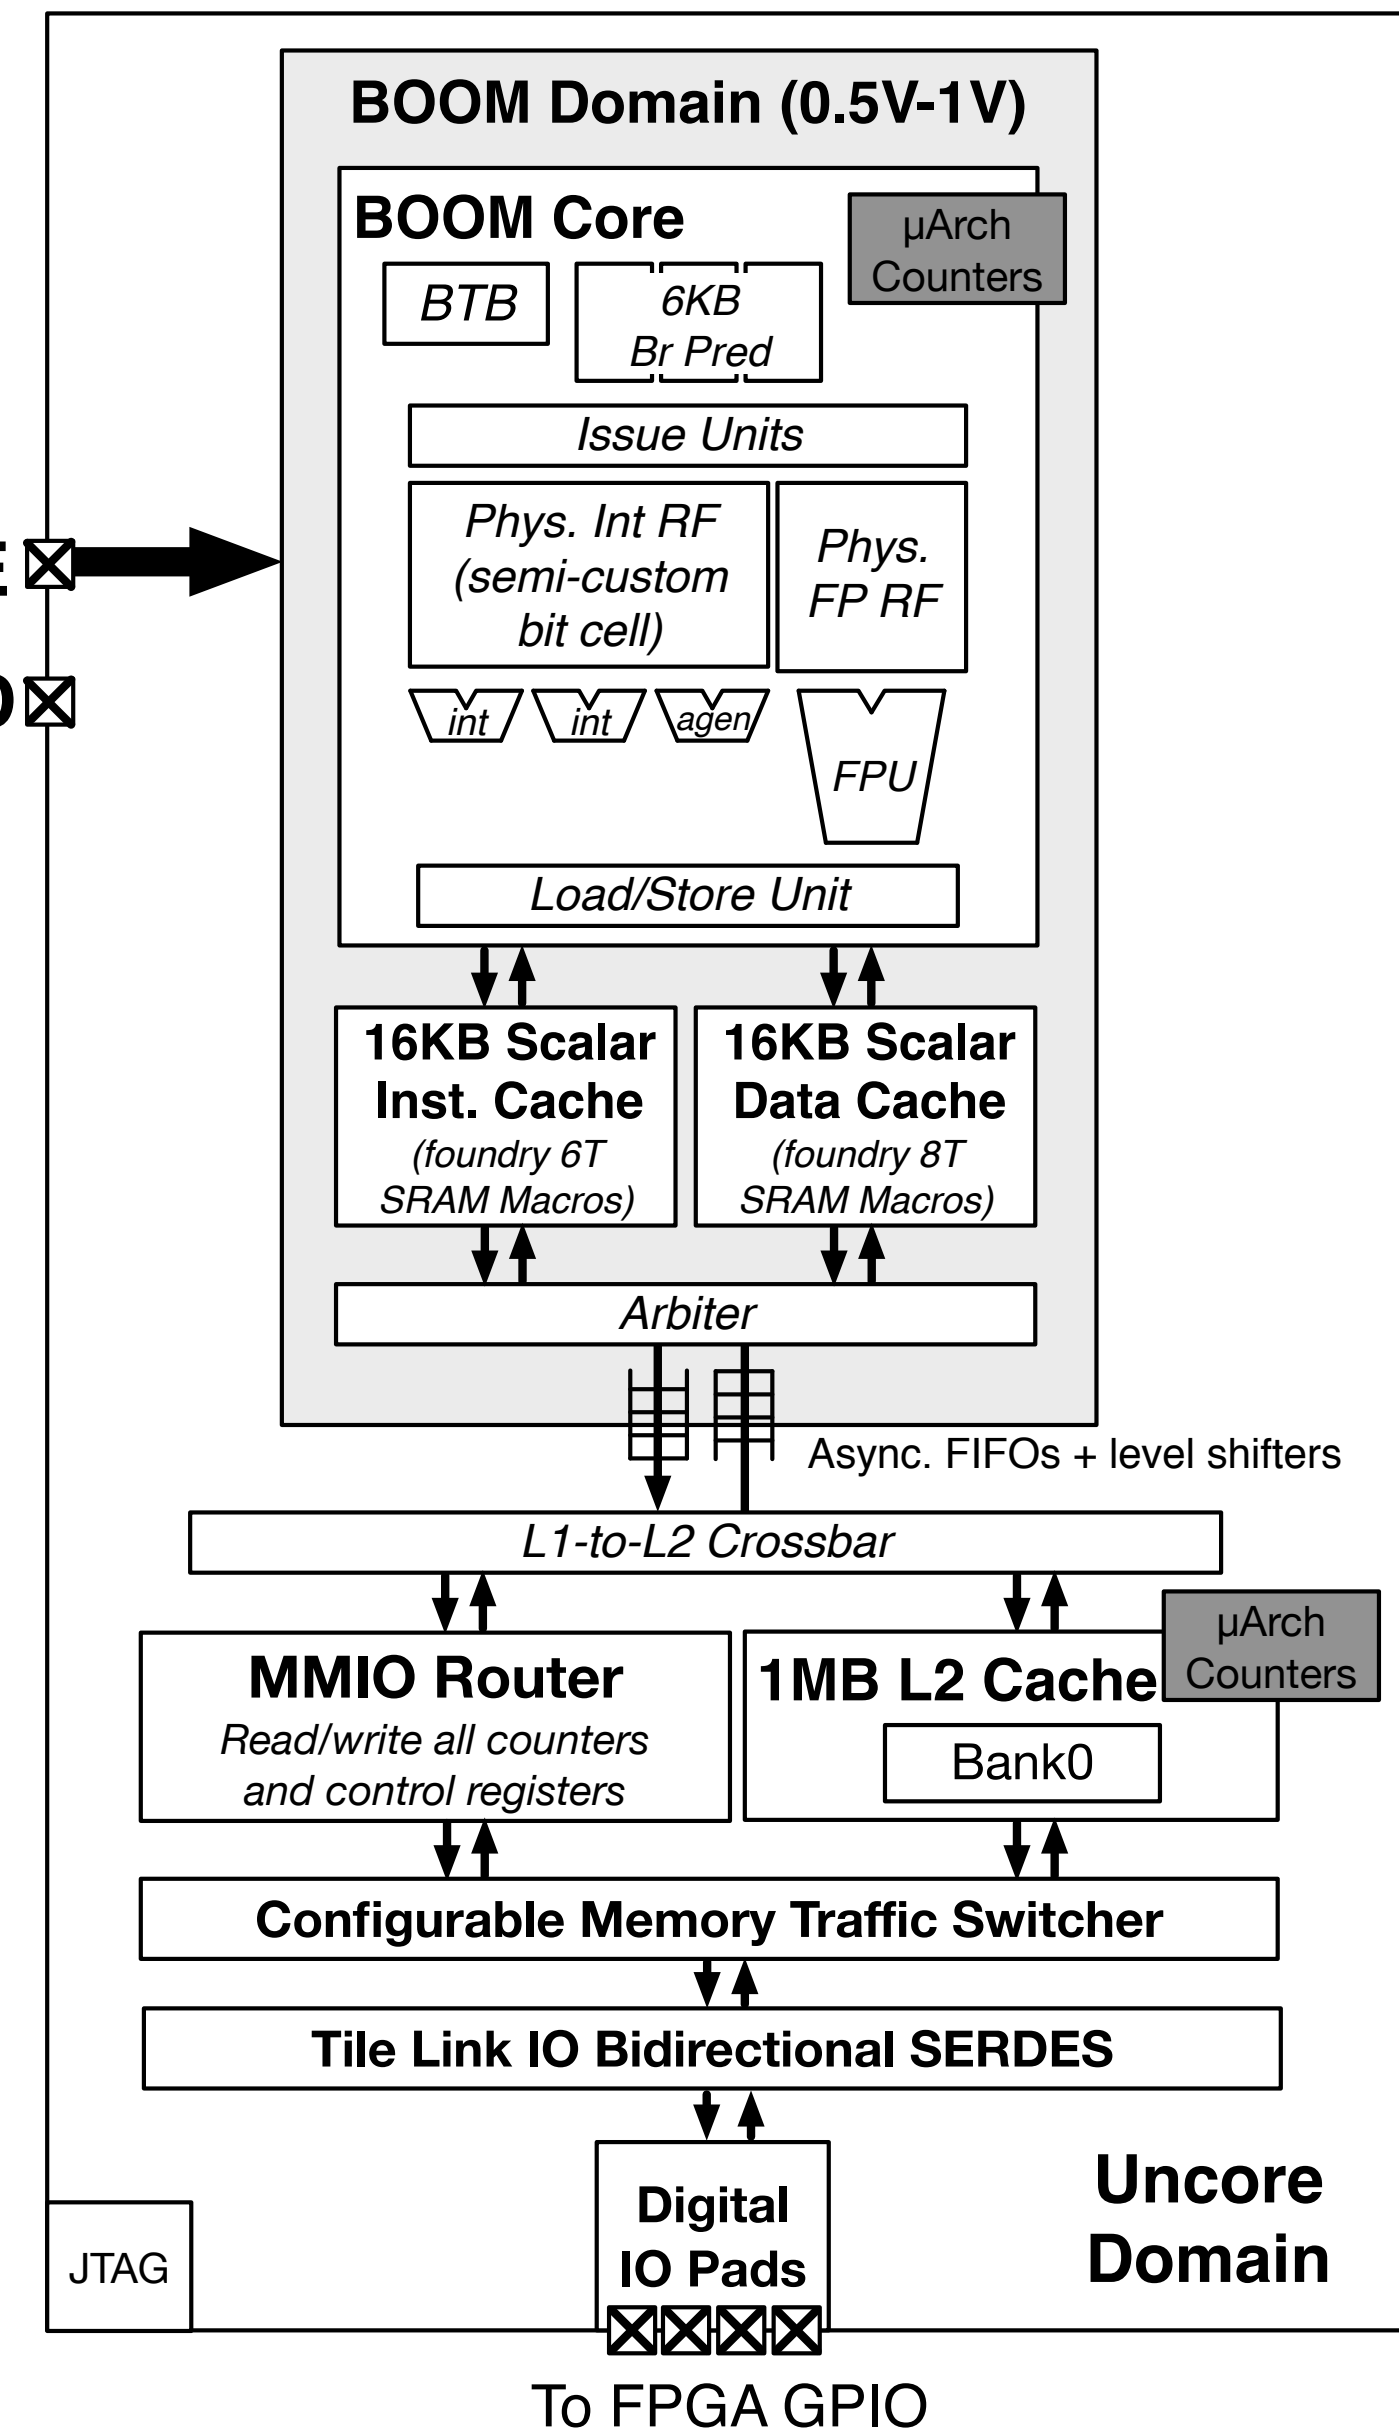 BOOM Domain (0.5V-1V)
BOOM Core
µArch
Counters
BTB
6KB
Br Pred
Issue Units
Phys. Int RF
(semi-custom
bit cell)
Phys.
FP RF
int
int
agen
FPU
Load/Store Unit
16KB Scalar
Inst. Cache
(foundry 6T
SRAM Macros)
16KB Scalar
Data Cache
(foundry 8T
SRAM Macros)
Arbiter
Async. FIFOs + level shifters
L1-to-L2 Crossbar
MMIO Router
Read/write all counters
and control registers
1MB L2 Cache
µArch
Counters
Bank0
Configurable Memory Traffic Switcher
Tile Link IO Bidirectional SERDES
Digital
IO Pads
Uncore
Domain
JTAG
To FPGA GPIO